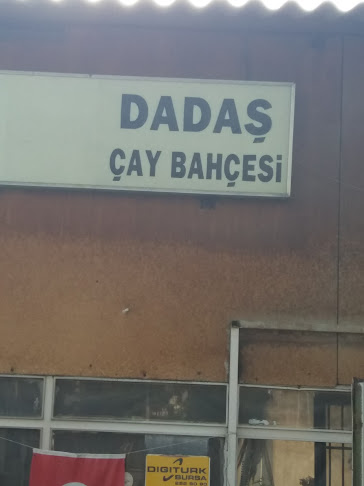 DADAŞ
ÇAY BAHÇESİ
DIGITURK
BURSA